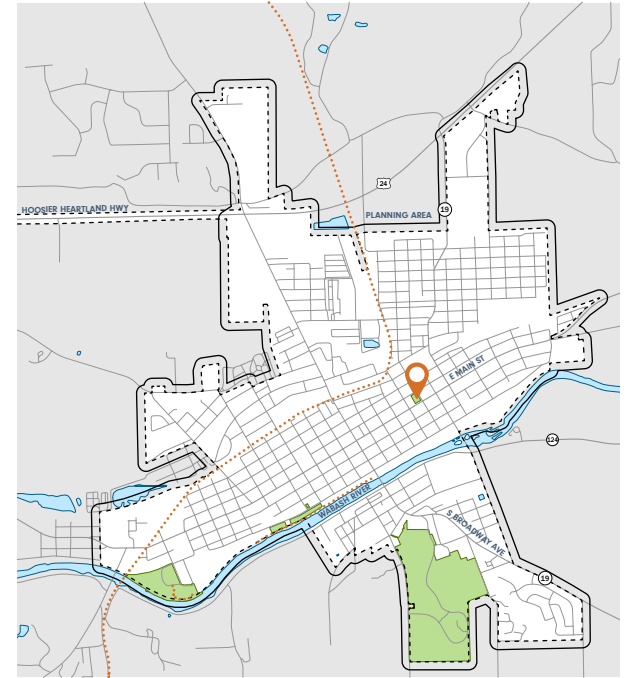 24
HOOSIER HEARTLAND HWY
19
PLANNING AREA
E MAIN ST
124
WABASH RIVER
S BROADWAY AVE
19